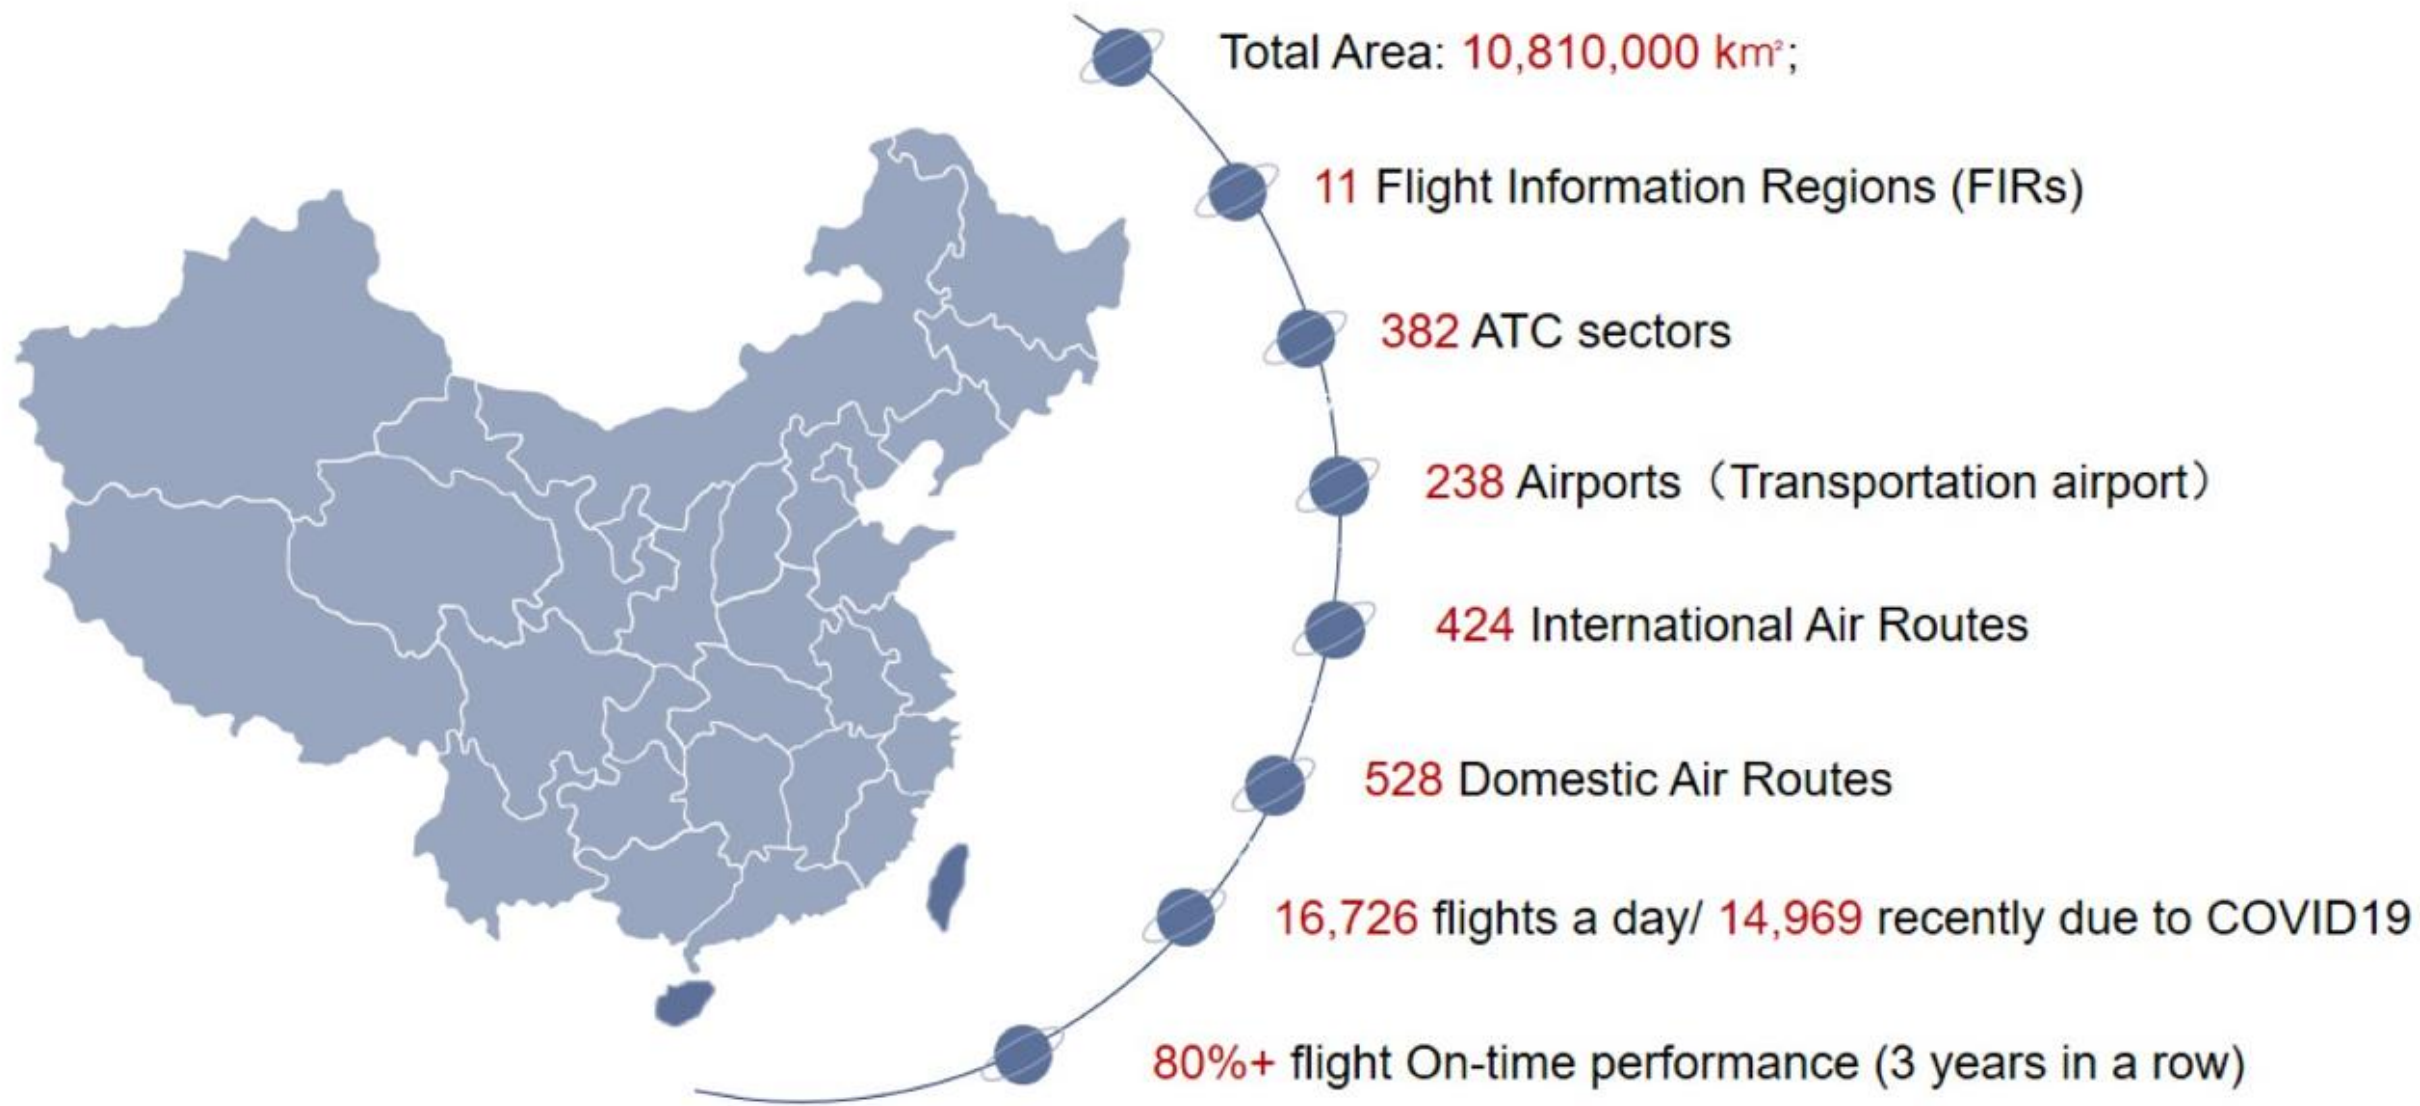 Total Area: 10,810,000 km²;
11 Flight Information Regions (FIRs)
382 ATC sectors
238 Airports（Transportation airport）
424 International Air Routes
528 Domestic Air Routes
16,726 flights a day/ 14,969 recently due to COVID19
80%+ flight On-time performance (3 years in a row)